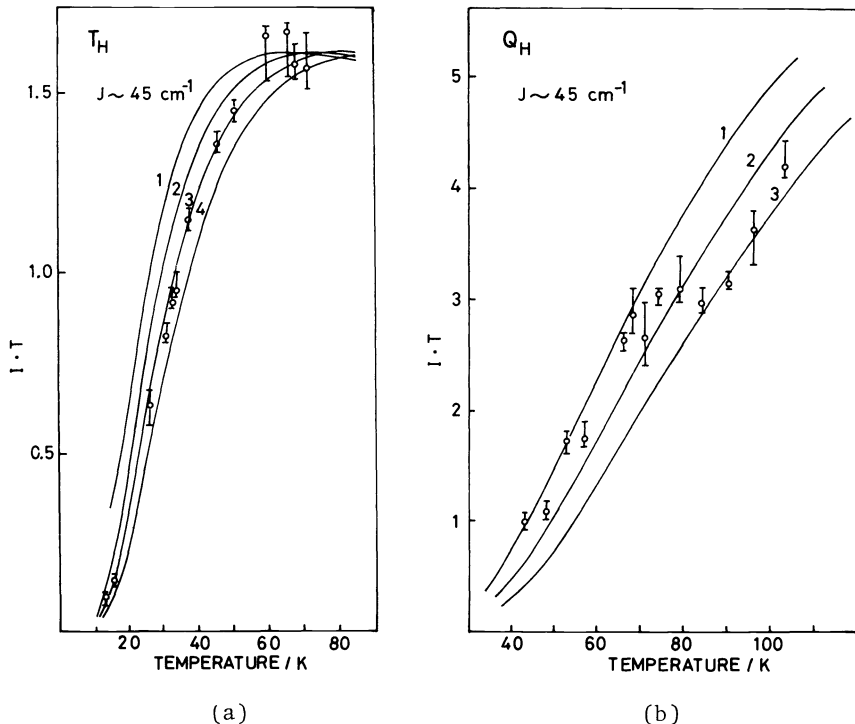 T_H
J ~ 45 cm⁻¹
1.5
1.0
0.5
I · T
1
2
3
4
20
40
60
80
TEMPERATURE / K
(a)
Q_H
J ~ 45 cm⁻¹
5
4
3
2
1
I · T
1
2
3
40
60
80
100
TEMPERATURE / K
(b)